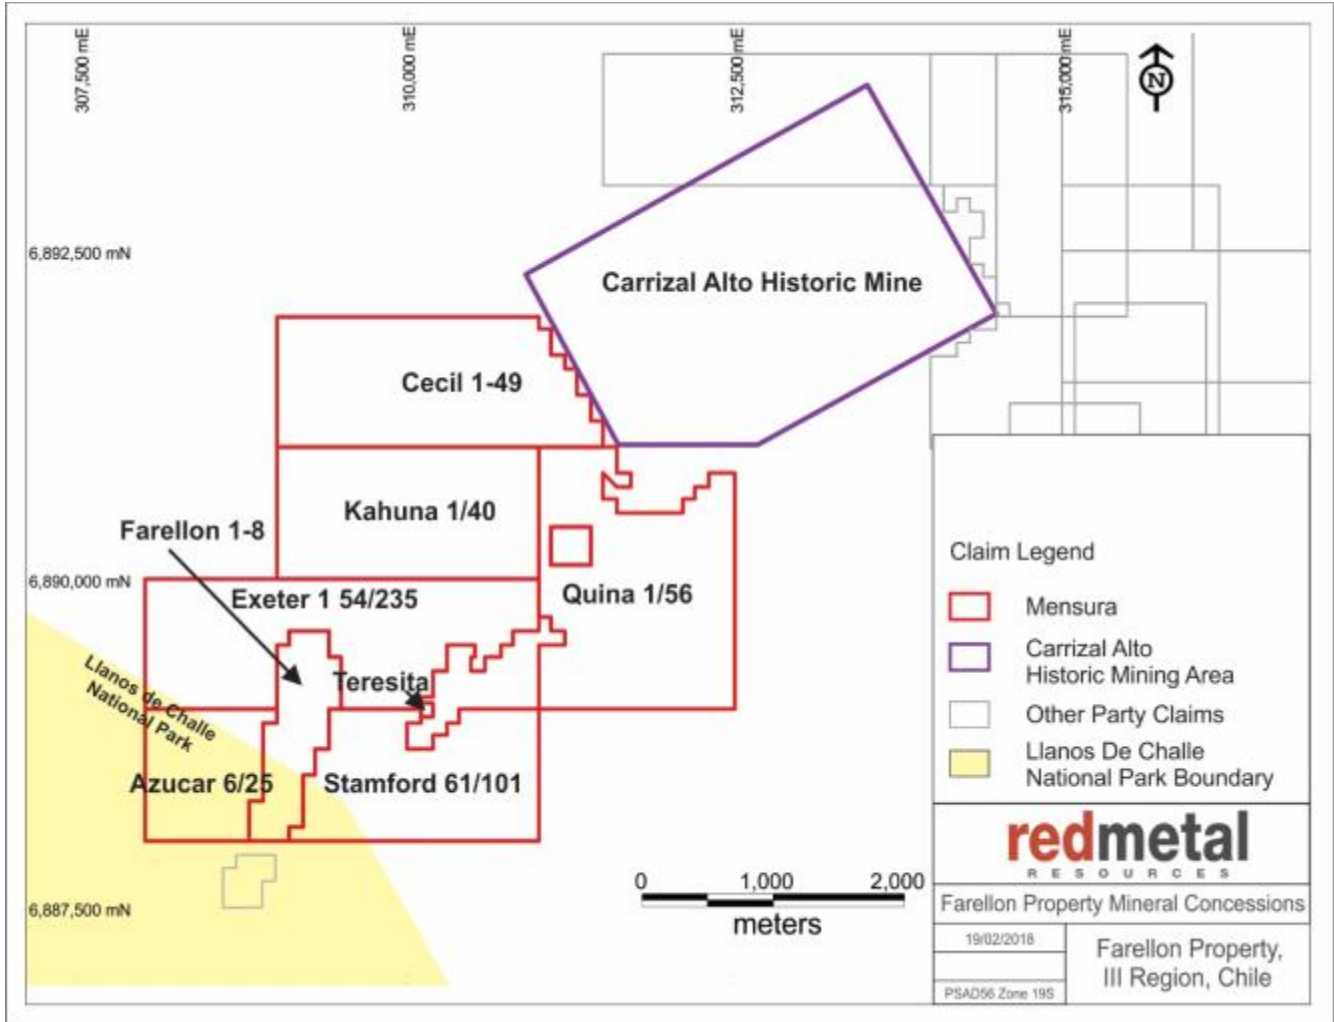 307,500 mE
310,000 mE
312,500 mE
315,000 mE
N
6,892,500 mN
Carrizal Alto Historic Mine
Cecil 1-49
Kahuna 1/40
Farellon 1-8
6,890,000 mN
Exeter 1 54/235
Quina 1/56
Teresita
Llanos de Challe
National Park
Azucar 6/25
Stamford 61/101
6,887,500 mN
0 1,000 2,000
meters
Claim Legend
Mensura
Carrizal Alto
Historic Mining Area
Other Party Claims
Llanos De Challe
National Park Boundary
redmetal
RESOURCES
Farellon Property Mineral Concessions
19/02/2018
Farellon Property,
III Region, Chile
PSAD56 Zone 19S